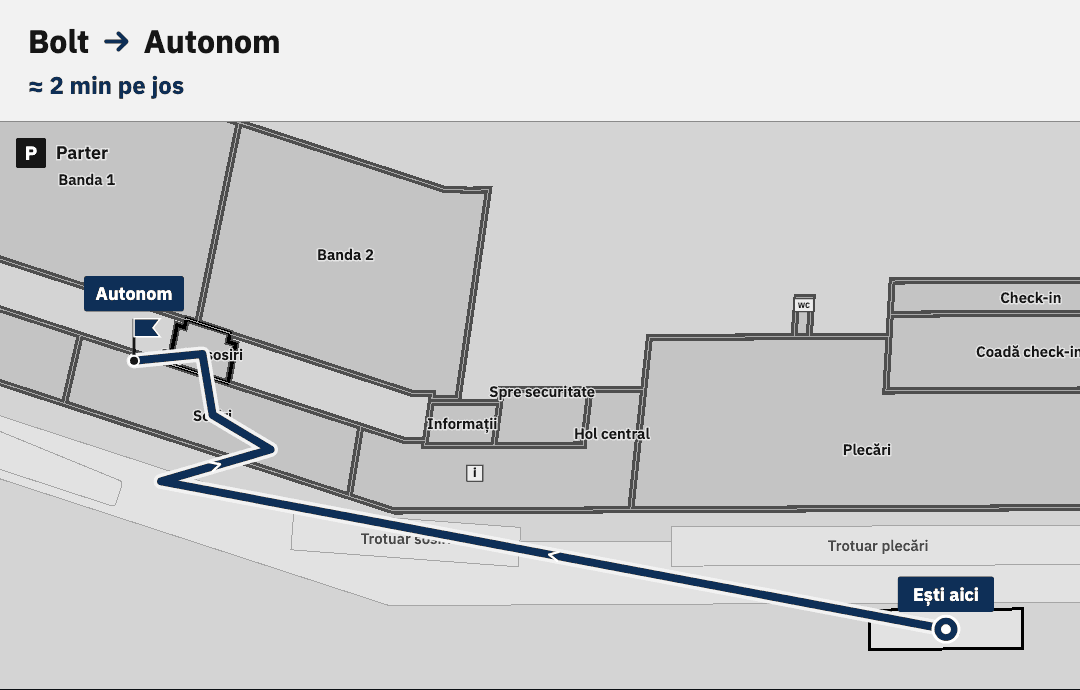 Bolt → Autonom
≈ 2 min pe jos
P Parter
Banda 1
Banda 2
Autonom
Check-in
wc
Coadă check-in
Spre securitate
Informații
Hol central
Plecări
i
Trotuar plecări
Ești aici